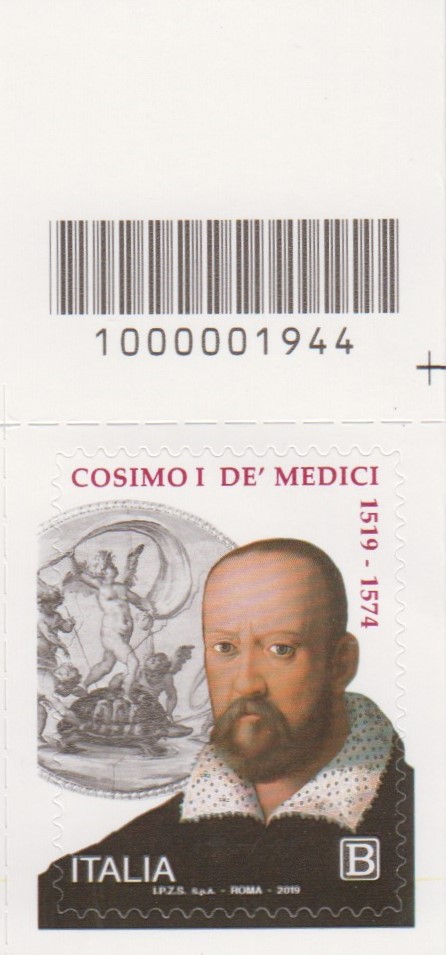 1000001944
COSIMO I DE' MEDICI
1519 - 1574
ITALIA
B
I.P.Z.S. S.p.A. - ROMA - 2019